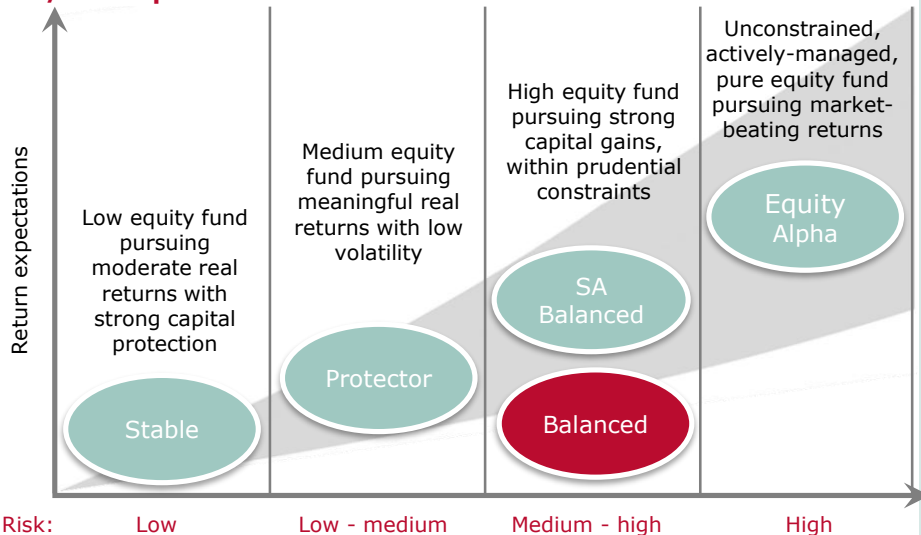 Unconstrained,
actively-managed,
pure equity fund
pursuing market-
beating returns
High equity fund
pursuing strong
capital gains,
within prudential
constraints
Medium equity
fund pursuing
meaningful real
returns with low
volatility
Low equity fund
pursuing
moderate real
returns with
strong capital
protection
Return expectations
Equity
Alpha
SA
Balanced
Protector
Balanced
Stable
Risk: Low Low - medium Medium - high High